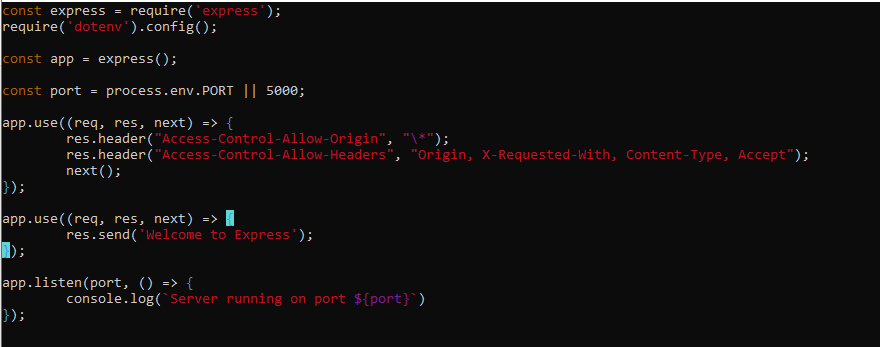 const express = require('express');
require('dotenv').config();
const app = express();
const port = process.env.PORT || 5000;
app.use((req, res, next) => {
res.header("Access-Control-Allow-Origin", "\*");
res.header("Access-Control-Allow-Headers", "Origin, X-Requested-With, Content-Type, Accept");
next();
});
app.use((req, res, next) => {
res.send('Welcome to Express');
});
app.listen(port, () => {
console.log(`Server running on port ${port}`)
});